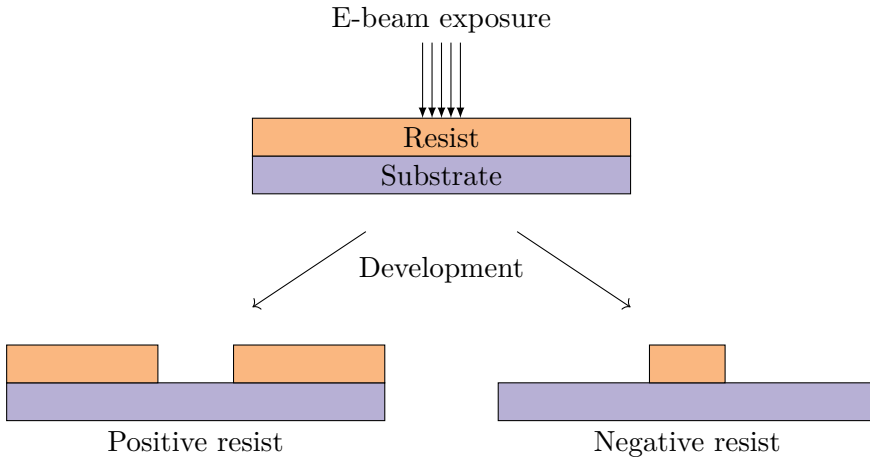 E-beam exposure
Resist
Substrate
Development
Positive resist
Negative resist